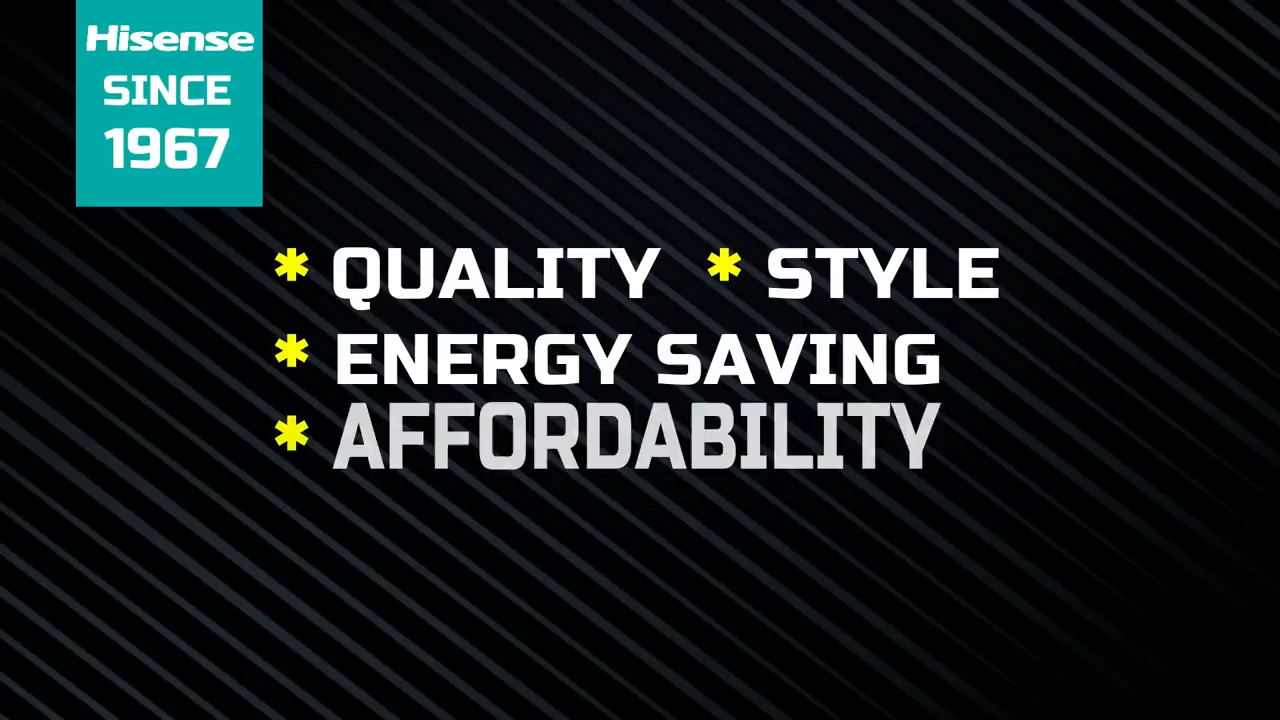 Hisense
SINCE
1967
* QUALITY * STYLE
* ENERGY SAVING
* AFFORDABILITY